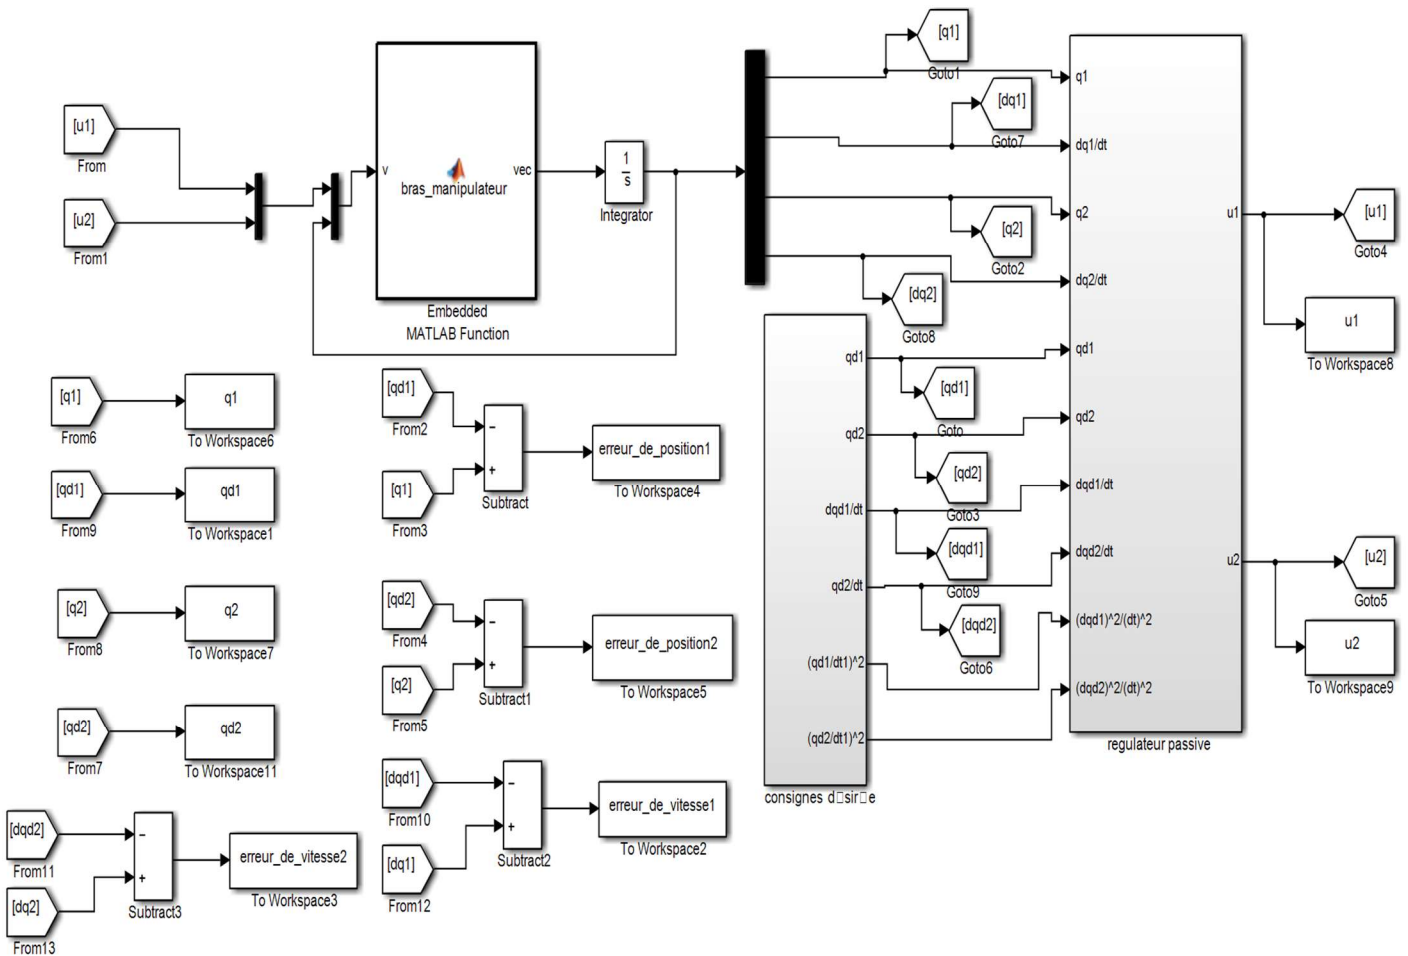 [u1]
From
[u2]
From1
v
bras_manipulateur
vec
Embedded
MATLAB Function
1
s
Integrator
[q1]
Goto1
[dq1]
Goto7
[q2]
Goto2
[dq2]
Goto8
q1
dq1/dt
q2
dq2/dt
qd1
qd2
dqd1/dt
dqd2/dt
(dqd1)^2/(dt)^2
(dqd2)^2/(dt)^2
u1
u2
regulateur passive
[u1]
Goto4
u1
To Workspace8
[u2]
Goto5
u2
To Workspace9
qd1
qd2
dqd1/dt
qd2/dt
(qd1/dt1)^2
(qd2/dt1)^2
consignes d□sir□e
[qd1]
Goto
[qd2]
Goto3
[dqd1]
Goto9
[dqd2]
Goto6
[q1]
From6
q1
To Workspace6
[qd1]
From9
qd1
To Workspace1
[q2]
From8
q2
To Workspace7
[qd2]
From7
qd2
To Workspace11
[qd1]
From2
[q1]
From3
−
+
Subtract
erreur_de_position1
To Workspace4
[qd2]
From4
[q2]
From5
−
+
Subtract1
erreur_de_position2
To Workspace5
[dqd1]
From10
[dq1]
From12
−
+
Subtract2
erreur_de_vitesse1
To Workspace2
[dqd2]
From11
[dq2]
From13
−
+
Subtract3
erreur_de_vitesse2
To Workspace3